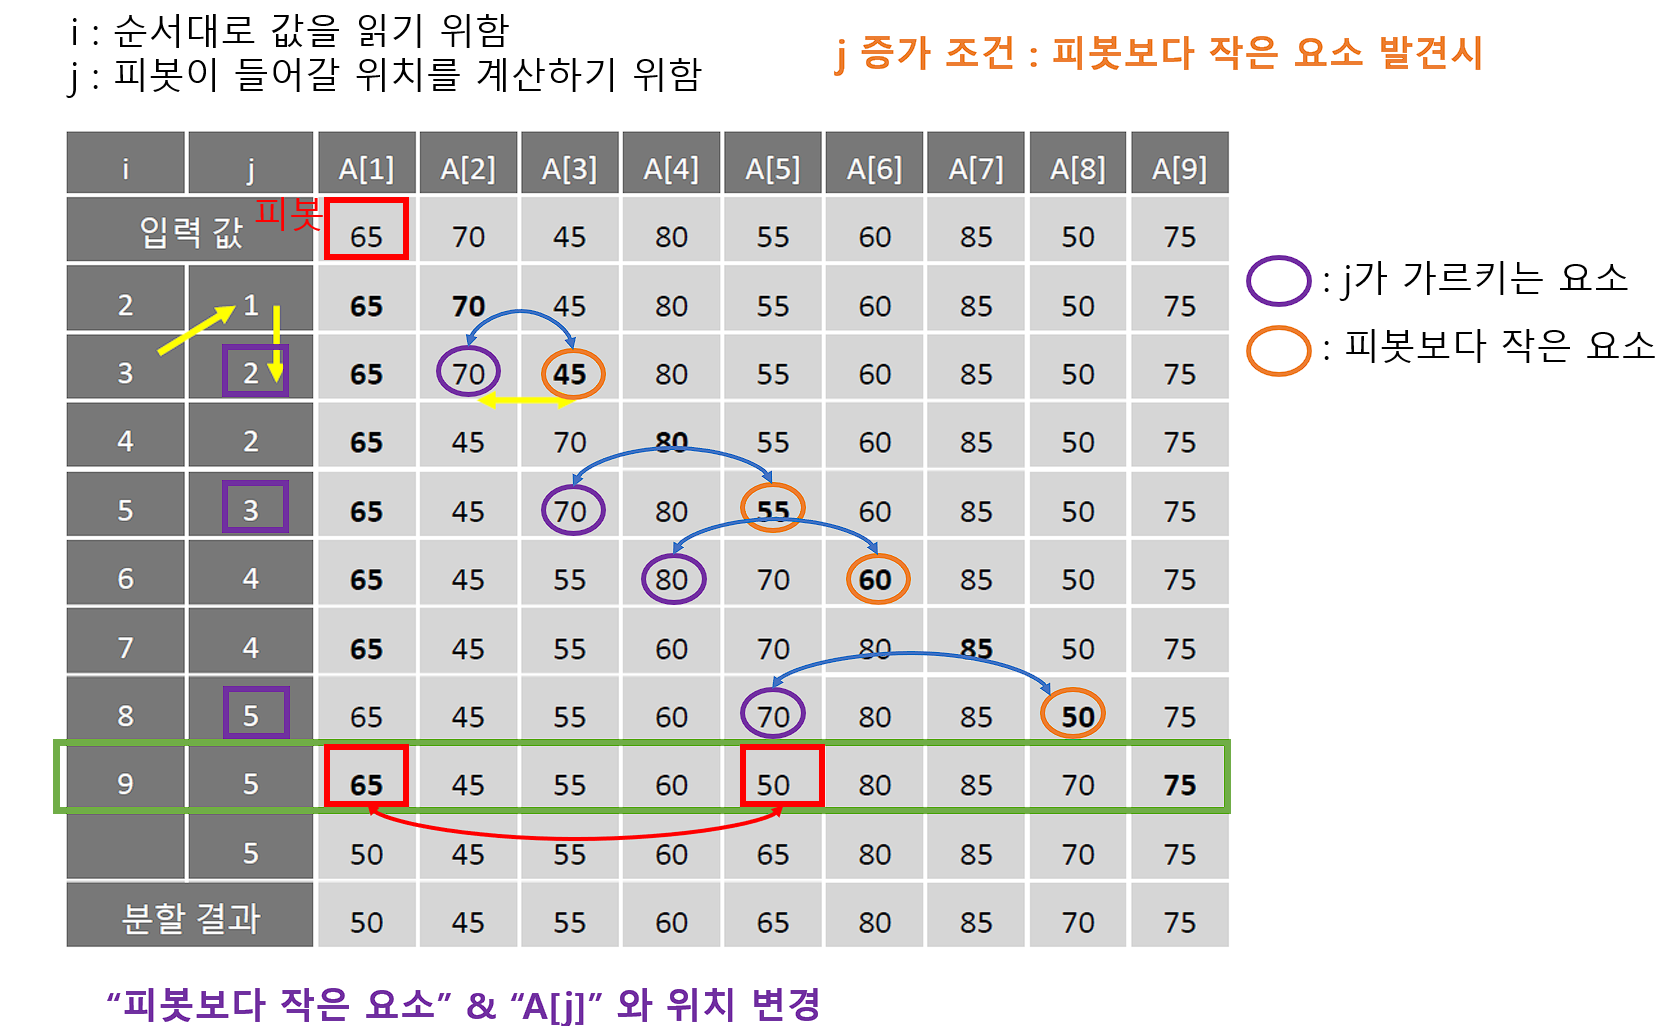 i : 순서대로 값을 읽기 위함
j : 피봇이 들어갈 위치를 계산하기 위함
j 증가 조건 : 피봇보다 작은 요소 발견시
i j A[1] A[2] A[3] A[4] A[5] A[6] A[7] A[8] A[9]
입력 값 피봇 65 70 45 80 55 60 85 50 75
2 1 65 70 45 80 55 60 85 50 75
3 2 65 70 45 80 55 60 85 50 75
4 2 65 45 70 80 55 60 85 50 75
5 3 65 45 70 80 55 60 85 50 75
6 4 65 45 55 80 70 60 85 50 75
7 4 65 45 55 60 70 80 85 50 75
8 5 65 45 55 60 70 80 85 50 75
9 5 65 45 55 60 50 80 85 70 75
5 50 45 55 60 65 80 85 70 75
분할 결과 50 45 55 60 65 80 85 70 75
: j가 가르키는 요소
: 피봇보다 작은 요소
“피봇보다 작은 요소” & “A[j]” 와 위치 변경